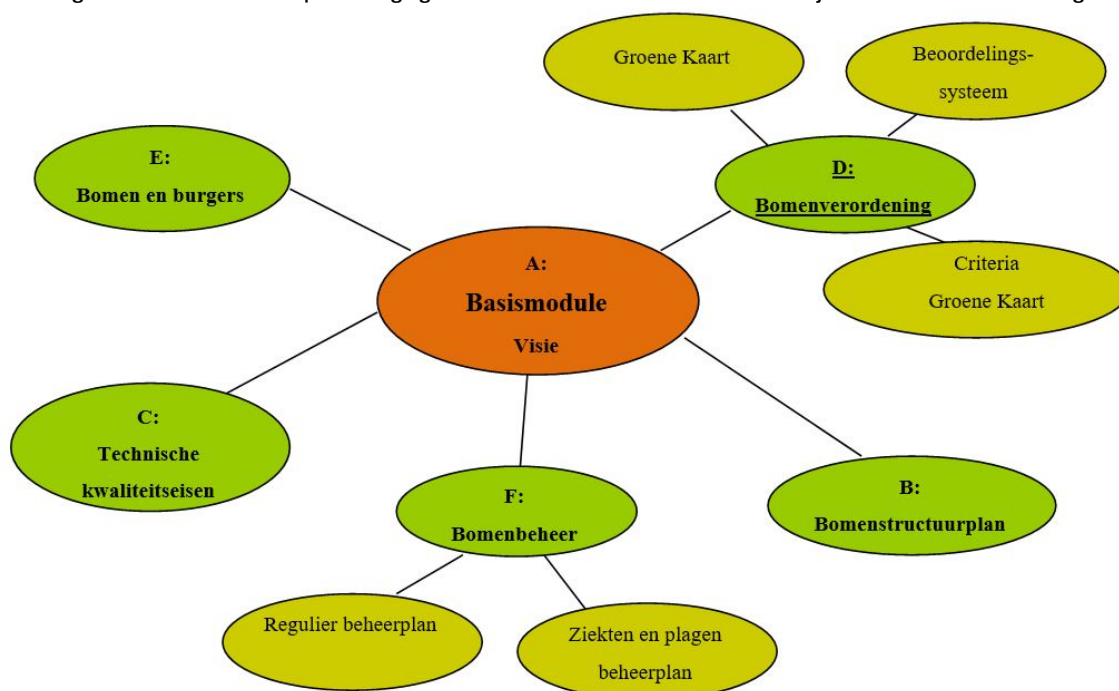 Groene Kaart
Beoordelings-
systeem
E:
Bomen en burgers
D:
Bomenverordening
A:
Basismodule
Visie
Criteria
Groene Kaart
C:
Technische
kwaliteitseisen
F:
Bomenbeheer
B:
Bomenstructuurplan
Regulier beheerplan
Ziekten en plagen
beheerplan